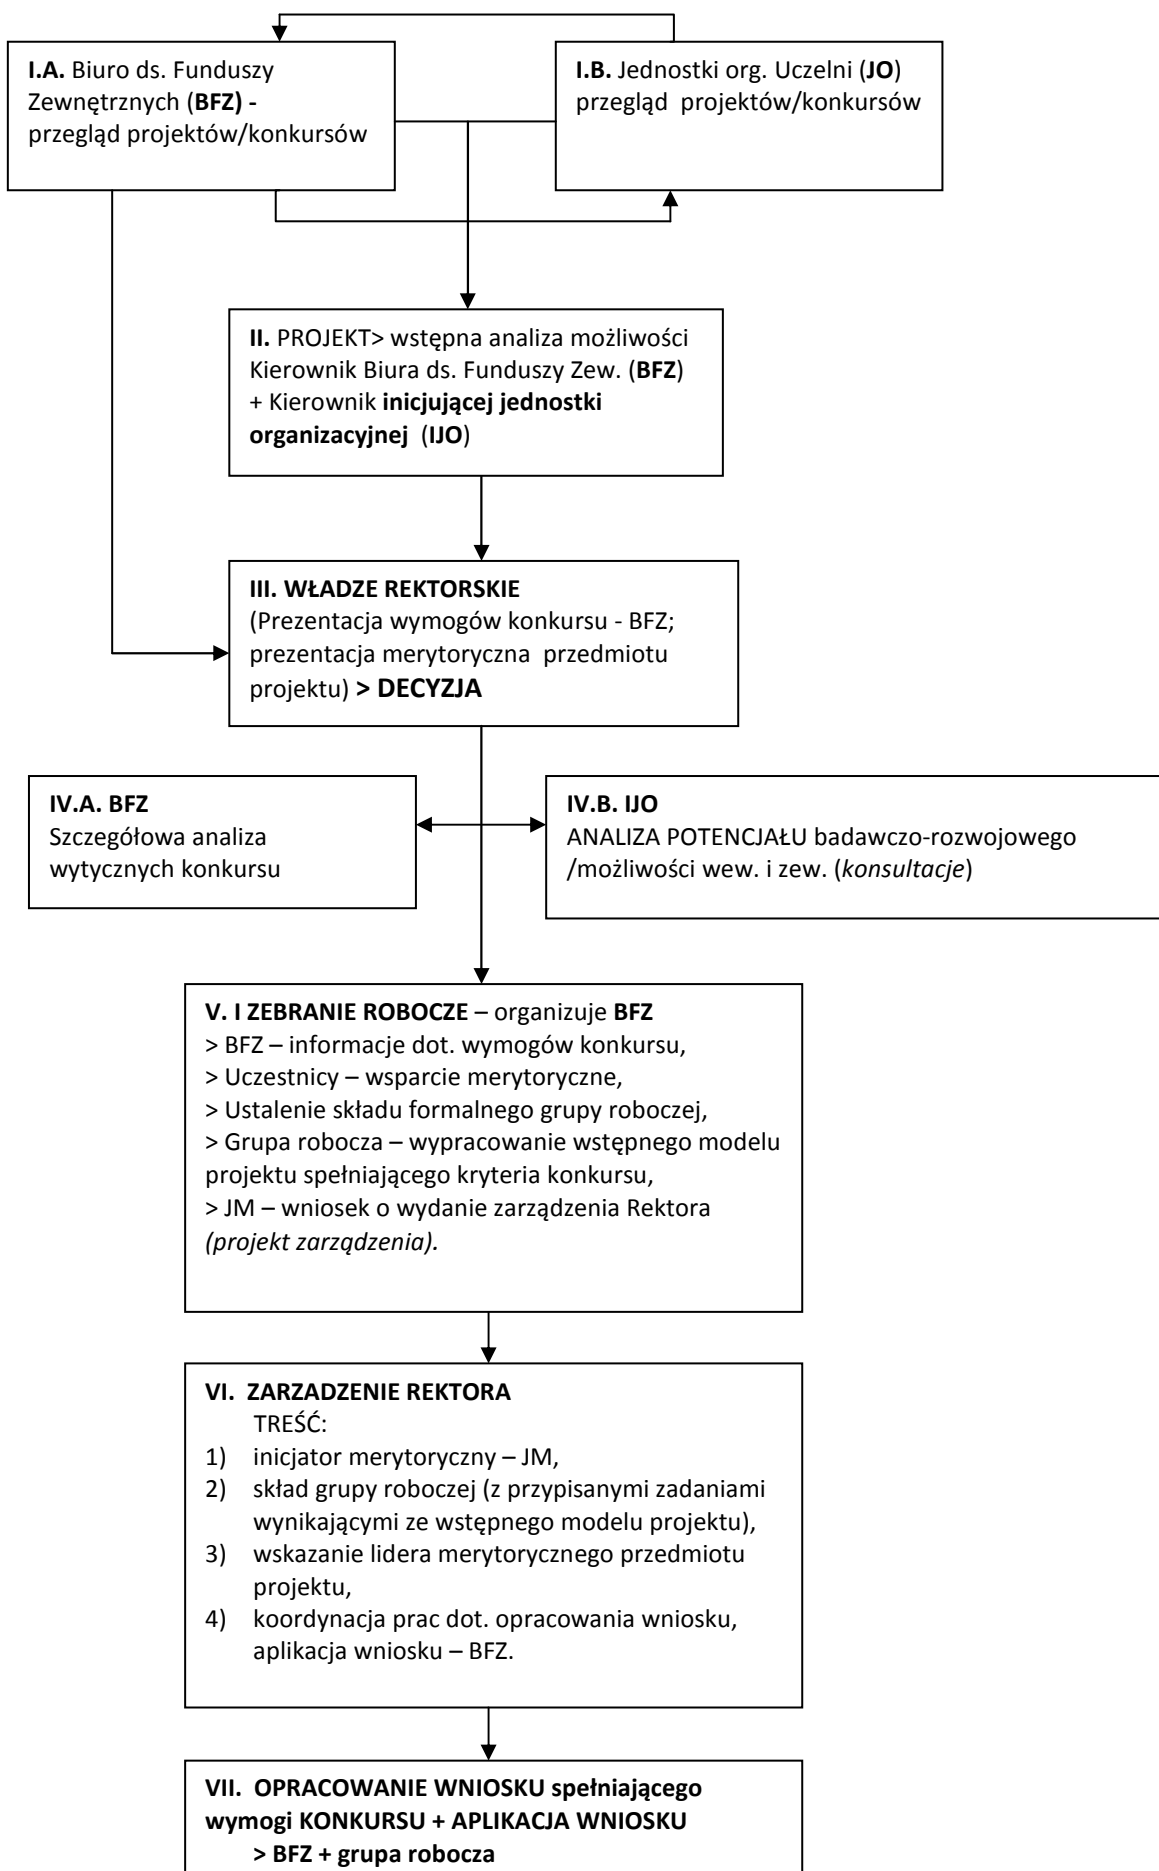 I.A. Biuro ds. Funduszy
Zewnętrznych (BFZ) -
przegląd projektów/konkursów
I.B. Jednostki org. Uczelni (JO)
przegląd projektów/konkursów
II. PROJEKT> wstępna analiza możliwości
Kierownik Biura ds. Funduszy Zew. (BFZ)
+ Kierownik inicjującej jednostki
organizacyjnej (IJO)
III. WŁADZE REKTORSKIE
(Prezentacja wymogów konkursu - BFZ;
prezentacja merytoryczna przedmiotu
projektu) > DECYZJA
IV.A. BFZ
Szczegółowa analiza
wytycznych konkursu
IV.B. IJO
ANALIZA POTENCJAŁU badawczo-rozwojowego
/możliwości wew. i zew. (konsultacje)
V. I ZEBRANIE ROBOCZE – organizuje BFZ
> BFZ – informacje dot. wymogów konkursu,
> Uczestnicy – wsparcie merytoryczne,
> Ustalenie składu formalnego grupy roboczej,
> Grupa robocza – wypracowanie wstępnego modelu
projektu spełniającego kryteria konkursu,
> JM – wniosek o wydanie zarządzenia Rektora
(projekt zarządzenia).
VI. ZARZADZENIE REKTORA
TREŚĆ:
1) inicjator merytoryczny – JM,
2) skład grupy roboczej (z przypisanymi zadaniami
wynikającymi ze wstępnego modelu projektu),
3) wskazanie lidera merytorycznego przedmiotu
projektu,
4) koordynacja prac dot. opracowania wniosku,
aplikacja wniosku – BFZ.
VII. OPRACOWANIE WNIOSKU spełniającego
wymogi KONKURSU + APLIKACJA WNIOSKU
> BFZ + grupa robocza